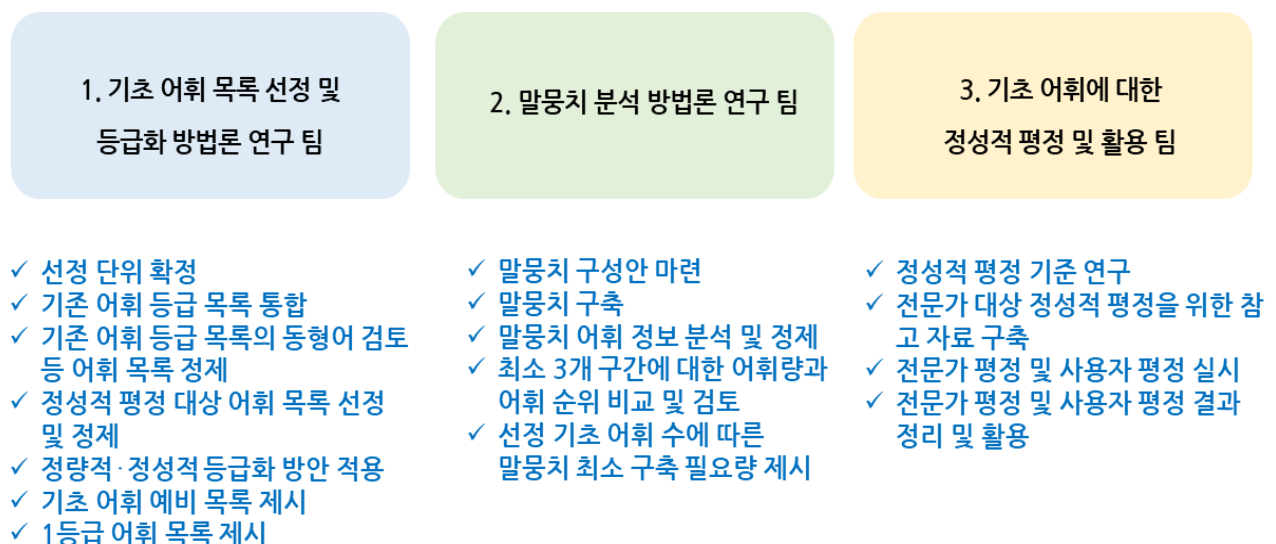 1. 기초 어휘 목록 선정 및
등급화 방법론 연구 팀
2. 말뭉치 분석 방법론 연구 팀
3. 기초 어휘에 대한
정성적 평정 및 활용 팀
✓ 선정 단위 확정
✓ 기존 어휘 등급 목록 통합
✓ 기존 어휘 등급 목록의 동형어 검토
등 어휘 목록 정제
✓ 정성적 평정 대상 어휘 목록 선정
및 정제
✓ 정량적·정성적 등급화 방안 적용
✓ 기초 어휘 예비 목록 제시
✓ 1등급 어휘 목록 제시
✓ 말뭉치 구성안 마련
✓ 말뭉치 구축
✓ 말뭉치 어휘 정보 분석 및 정제
✓ 최소 3개 구간에 대한 어휘량과
어휘 순위 비교 및 검토
✓ 선정 기초 어휘 수에 따른
말뭉치 최소 구축 필요량 제시
✓ 정성적 평정 기준 연구
✓ 전문가 대상 정성적 평정을 위한 참
고 자료 구축
✓ 전문가 평정 및 사용자 평정 실시
✓ 전문가 평정 및 사용자 평정 결과
정리 및 활용